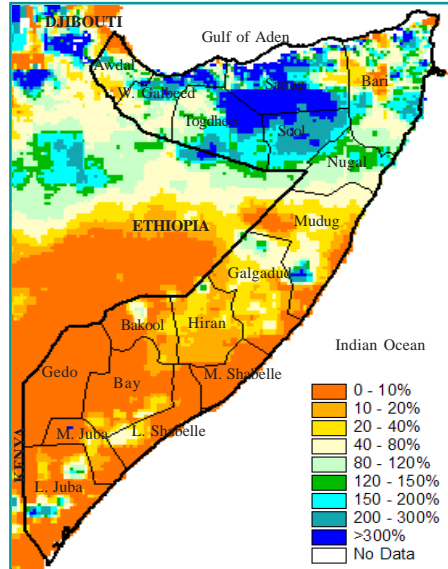 DJIBOUTI
Gulf of Aden
Awdal
Sanag
Bari
W. Galbeed
Togdheer
Sool
Nugal
ETHIOPIA
Mudug
Galgadud
Bakool
Hiran
Indian Ocean
Gedo
Bay
M. Shabelle
M. Juba
L. Shabelle
KENYA
L. Juba
0 - 10%
10 - 20%
20 - 40%
40 - 80%
80 - 120%
120 - 150%
150 - 200%
200 - 300%
>300%
No Data